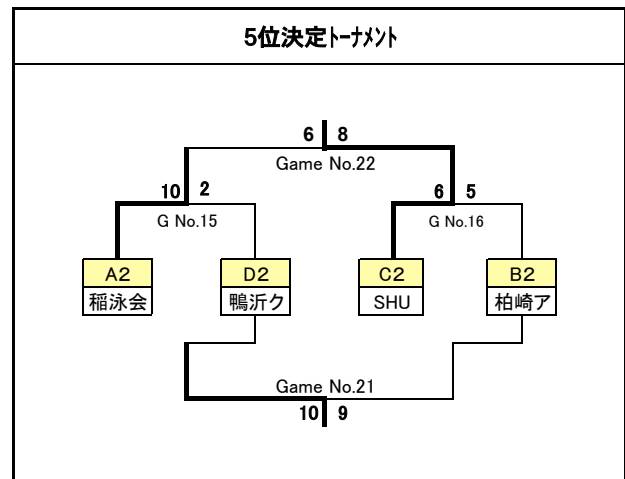 5位決定トーナメント
6 8
Game No.22
10 2 6 5
G No.15 G No.16
A2 D2 C2 B2
稲泳会 鴨沂ク SHU 柏崎ア
Game No.21
10 9